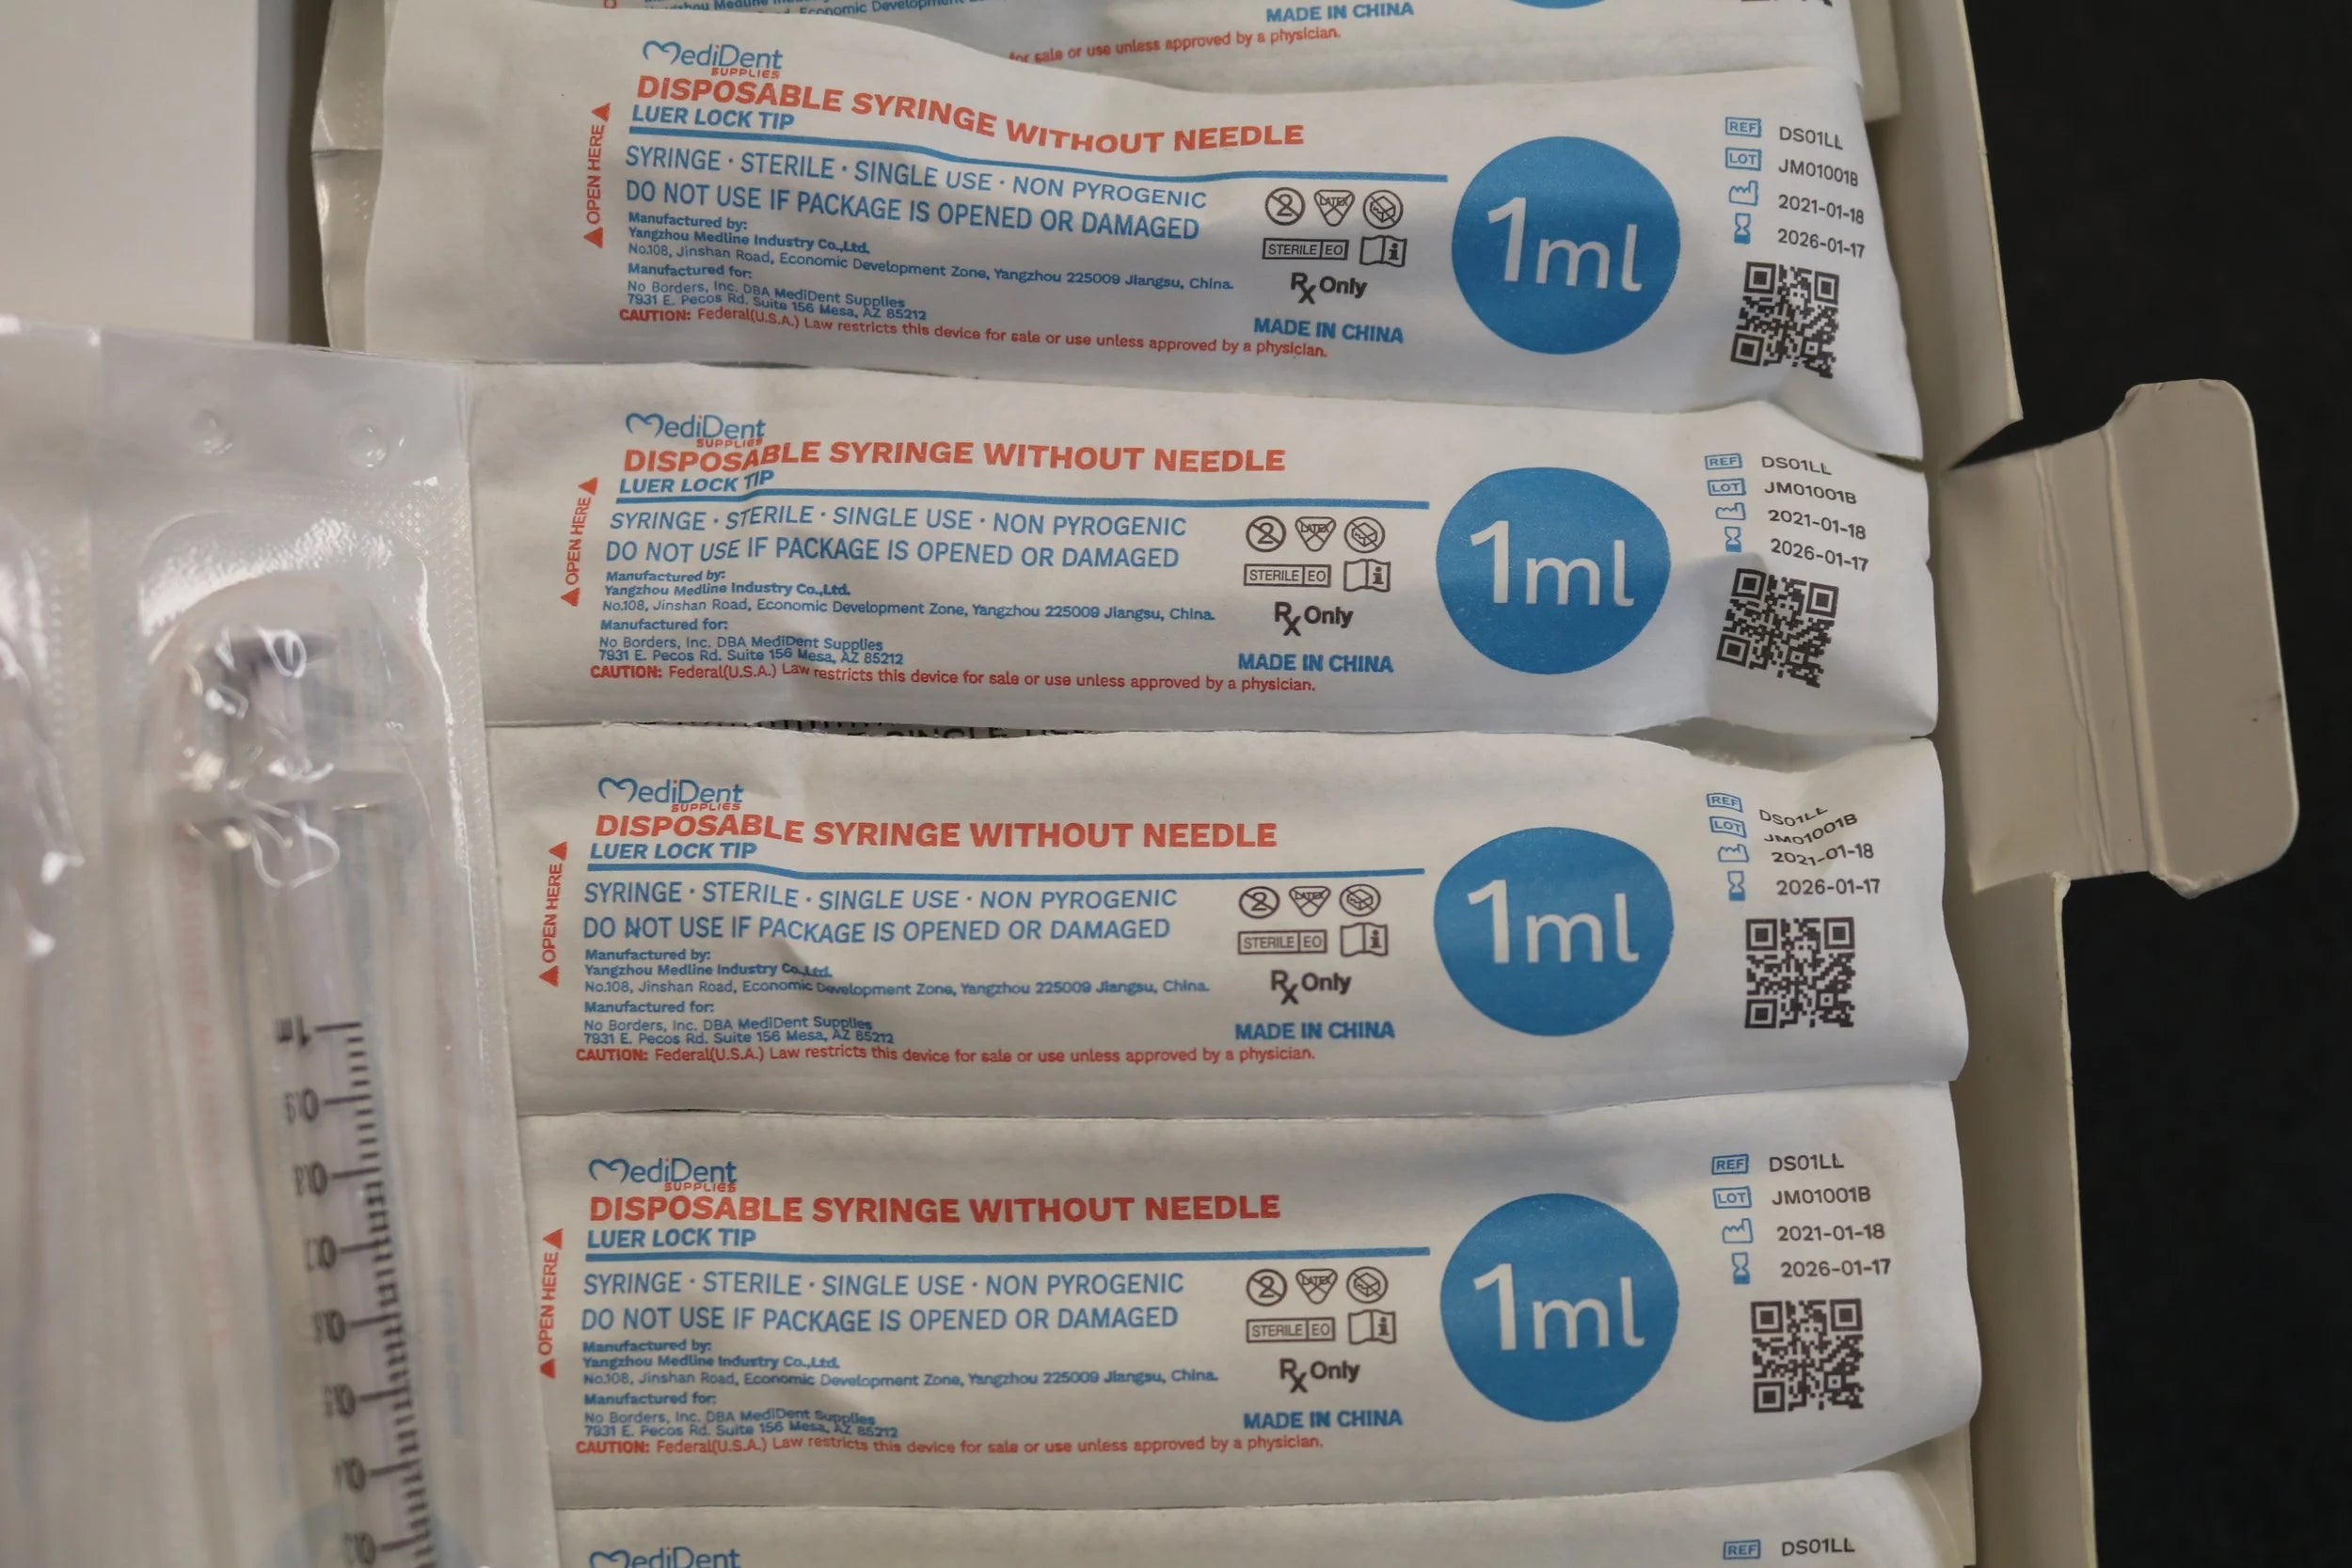 Economic Development
MADE IN CHINA
for sale or use unless approved by a physician.
MediDent
SUPPLIES
DISPOSABLE SYRINGE WITHOUT NEEDLE
LUER LOCK TIP
OPEN HERE
SYRINGE · STERILE · SINGLE USE · NON PYROGENIC
DO NOT USE IF PACKAGE IS OPENED OR DAMAGED
Manufactured by:
Yangzhou Medline Industry Co.,Ltd.
No.108, Jinshan Road, Economic Development Zone, Yangzhou 225009 Jiangsu, China.
Manufactured for:
No Borders, Inc. DBA MediDent Supplies
7931 E. Pecos Rd. Suite 156 Mesa, AZ 85212
CAUTION: Federal(U.S.A.) Law restricts this device for sale or use unless approved by a physician.
2
LATEX
STERILE EO
Rx Only
MADE IN CHINA
1ml
REF DS01LL
LOT JM01001B
2021-01-18
2026-01-17
MediDent
SUPPLIES
DISPOSABLE SYRINGE WITHOUT NEEDLE
LUER LOCK TIP
OPEN HERE
SYRINGE · STERILE · SINGLE USE · NON PYROGENIC
DO NOT USE IF PACKAGE IS OPENED OR DAMAGED
Manufactured by:
Yangzhou Medline Industry Co.,Ltd.
No.108, Jinshan Road, Economic Development Zone, Yangzhou 225009 Jiangsu, China.
Manufactured for:
No Borders, Inc. DBA MediDent Supplies
7931 E. Pecos Rd. Suite 156 Mesa, AZ 85212
CAUTION: Federal(U.S.A.) Law restricts this device for sale or use unless approved by a physician.
2
LATEX
STERILE EO
Rx Only
MADE IN CHINA
1ml
REF DS01LL
LOT JM01001B
2021-01-18
2026-01-17
SINGLE
MediDent
SUPPLIES
DISPOSABLE SYRINGE WITHOUT NEEDLE
LUER LOCK TIP
OPEN HERE
SYRINGE · STERILE · SINGLE USE · NON PYROGENIC
DO NOT USE IF PACKAGE IS OPENED OR DAMAGED
Manufactured by:
Yangzhou Medline Industry Co.,Ltd.
No.108, Jinshan Road, Economic Development Zone, Yangzhou 225009 Jiangsu, China.
Manufactured for:
No Borders, Inc. DBA MediDent Supplies
7931 E. Pecos Rd. Suite 156 Mesa, AZ 85212
CAUTION: Federal(U.S.A.) Law restricts this device for sale or use unless approved by a physician.
2
LATEX
STERILE EO
Rx Only
MADE IN CHINA
1ml
REF DS01LL
LOT JM01001B
2021-01-18
2026-01-17
MediDent
SUPPLIES
DISPOSABLE SYRINGE WITHOUT NEEDLE
LUER LOCK TIP
OPEN HERE
SYRINGE · STERILE · SINGLE USE · NON PYROGENIC
DO NOT USE IF PACKAGE IS OPENED OR DAMAGED
Manufactured by:
Yangzhou Medline Industry Co.,Ltd.
No.108, Jinshan Road, Economic Development Zone, Yangzhou 225009 Jiangsu, China.
Manufactured for:
No Borders, Inc. DBA MediDent Supplies
7931 E. Pecos Rd. Suite 156 Mesa, AZ 85212
CAUTION: Federal(U.S.A.) Law restricts this device for sale or use unless approved by a physician.
2
LATEX
STERILE EO
Rx Only
MADE IN CHINA
1ml
REF DS01LL
LOT JM01001B
2021-01-18
2026-01-17
MediDent
REF DS01LL